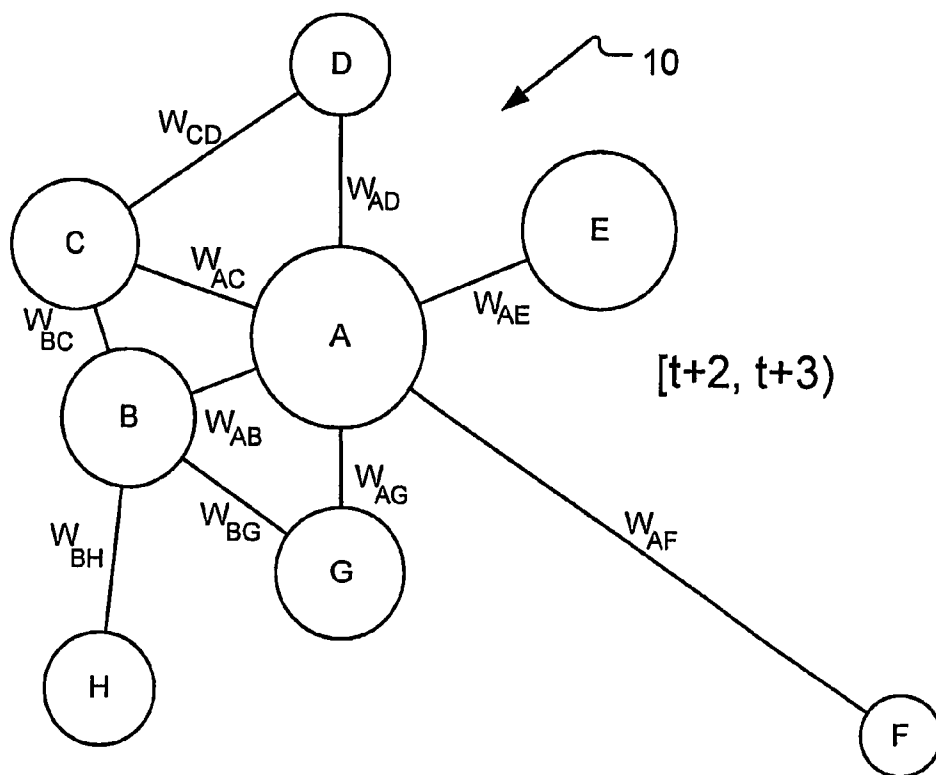 D
10
W_CD
W_AD
C
E
W_AC
W_AE
W_BC
A
[t+2, t+3)
B
W_AB
W_AG
W_BG
W_AF
W_BH
G
H
F